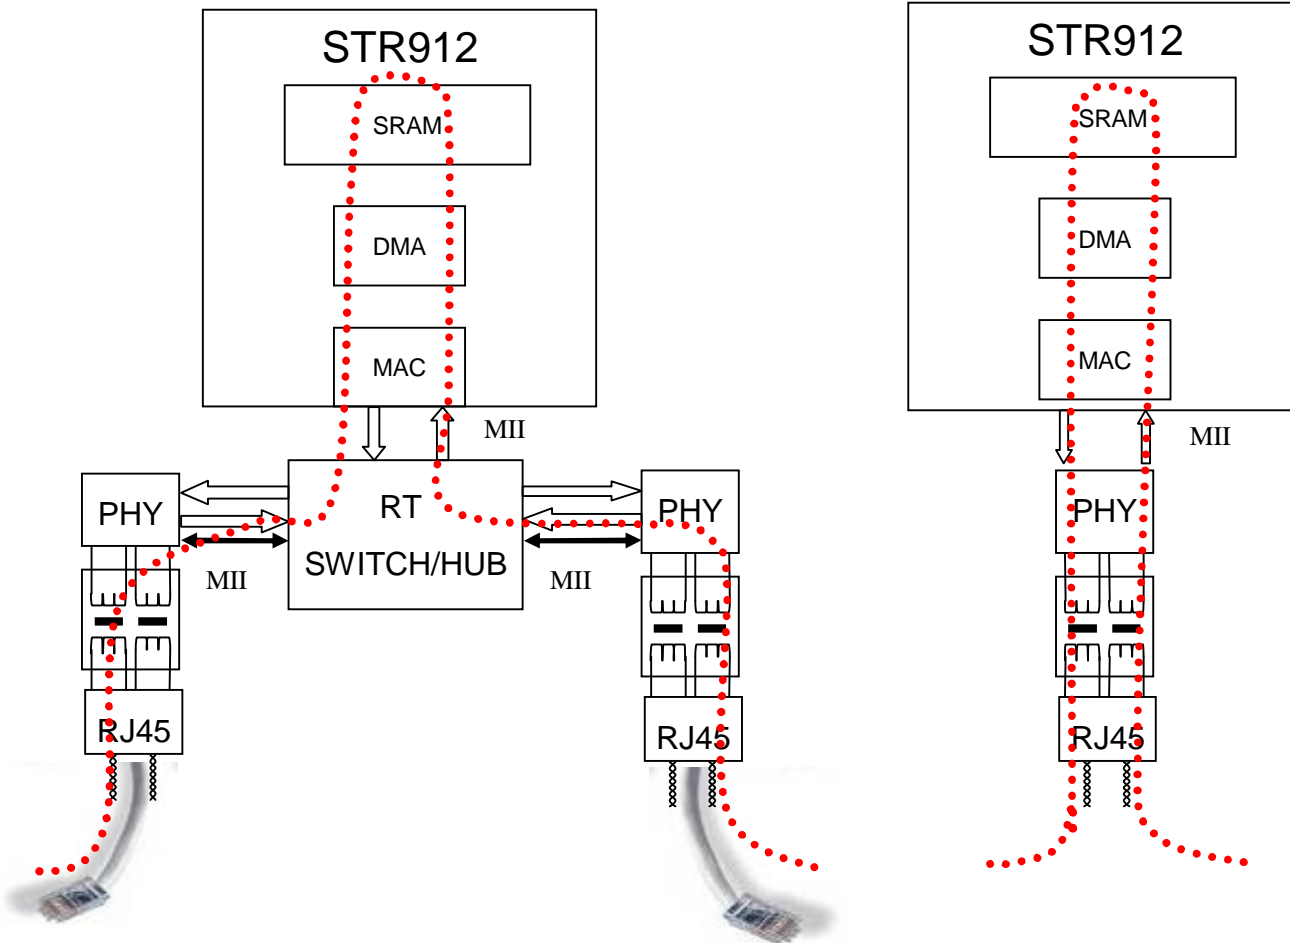 STR912
SRAM
DMA
MAC
MII
PHY
RT
SWITCH/HUB
PHY
MII
MII
RJ45
RJ45
STR912
SRAM
DMA
MAC
MII
PHY
RJ45